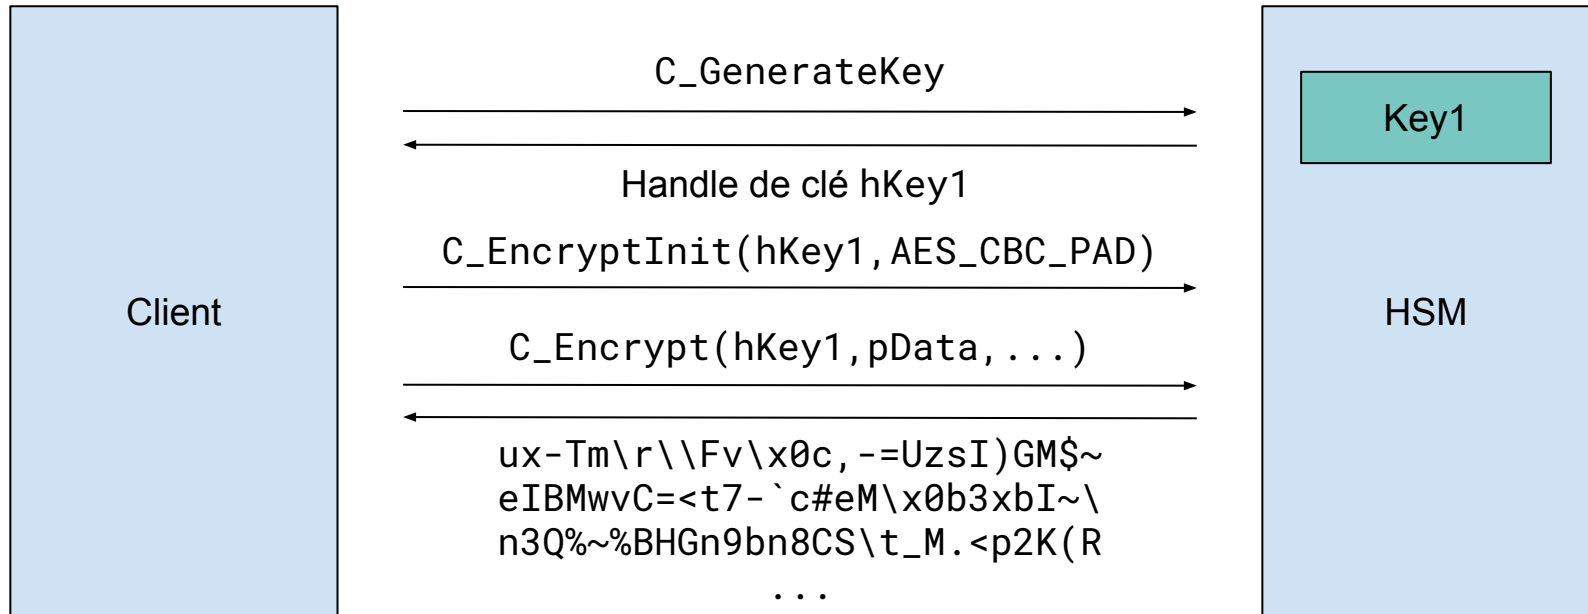 C_GenerateKey
Key1
Handle de clé hKey1
C_EncryptInit(hKey1,AES_CBC_PAD)
Client
HSM
C_Encrypt(hKey1,pData,...)
ux-Tm\r\\Fv\x0c,-=UzsI)GM$~
eIBMwvC=<t7-`c#eM\x0b3xbI~\
n3Q%~%BHGn9bn8CS\t_M.<p2K(R
...